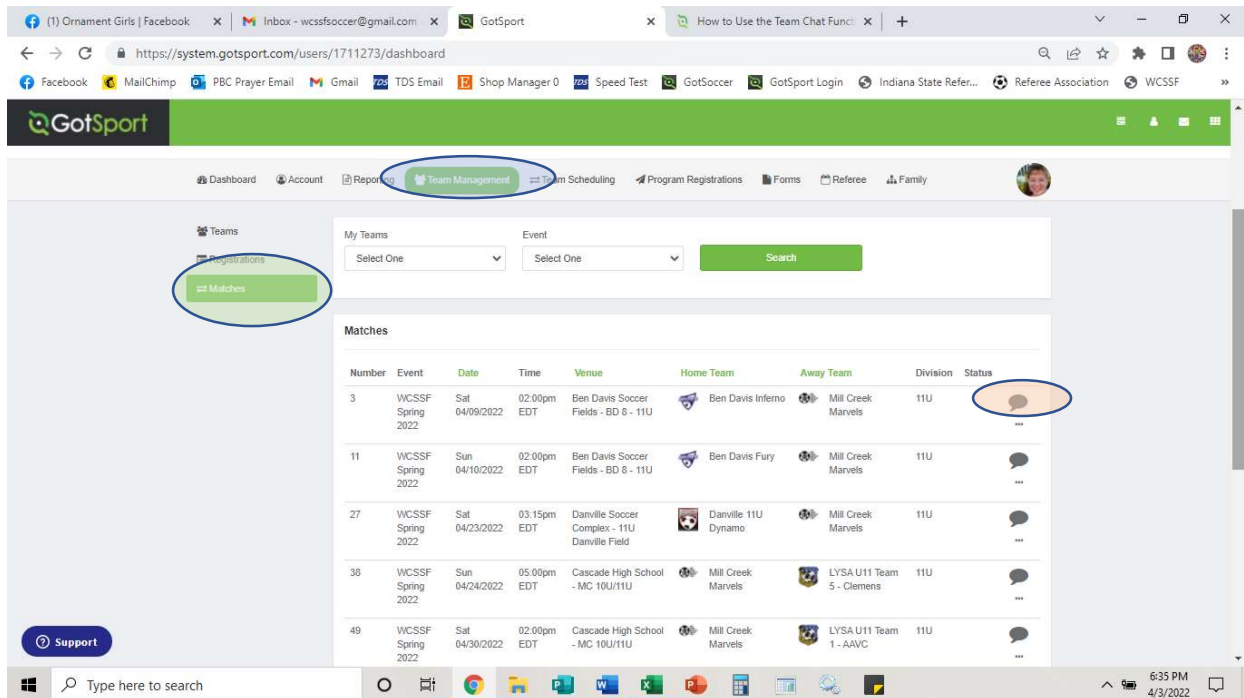 (1) Ornament Girls | Facebook
Inbox - wcssfsoccer@gmail.com
GotSport
How to Use the Team Chat Funct
https://system.gotsport.com/users/1711273/dashboard
Facebook MailChimp PBC Prayer Email Gmail TDS TDS Email Shop Manager 0 TDS Speed Test GotSoccer GotSport Login Indiana State Refer... Referee Association WCSSF »
GotSport
Dashboard Account Reporting Team Management Team Scheduling Program Registrations Forms Referee Family
Teams
Registrations
Matches
My Teams Event
Select One Select One Search
Matches
Number Event Date Time Venue Home Team Away Team Division Status
3 WCSSF Sat 02:00pm Ben Davis Soccer Ben Davis Inferno Mill Creek 11U
Spring 04/09/2022 EDT Fields - BD 8 - 11U Marvels
2022
11 WCSSF Sun 02:00pm Ben Davis Soccer Ben Davis Fury Mill Creek 11U
Spring 04/10/2022 EDT Fields - BD 8 - 11U Marvels
2022
27 WCSSF Sat 03:15pm Danville Soccer Danville 11U Mill Creek 11U
Spring 04/23/2022 EDT Complex - 11U Dynamo Marvels
2022 Danville Field
38 WCSSF Sun 05:00pm Cascade High School Mill Creek LYSA U11 Team 11U
Spring 04/24/2022 EDT - MC 10U/11U Marvels 5 - Clemens
2022
49 WCSSF Sat 02:00pm Cascade High School Mill Creek LYSA U11 Team 11U
Spring 04/30/2022 EDT - MC 10U/11U Marvels 1 - AAVC
2022
Support
Type here to search
6:35 PM
4/3/2022